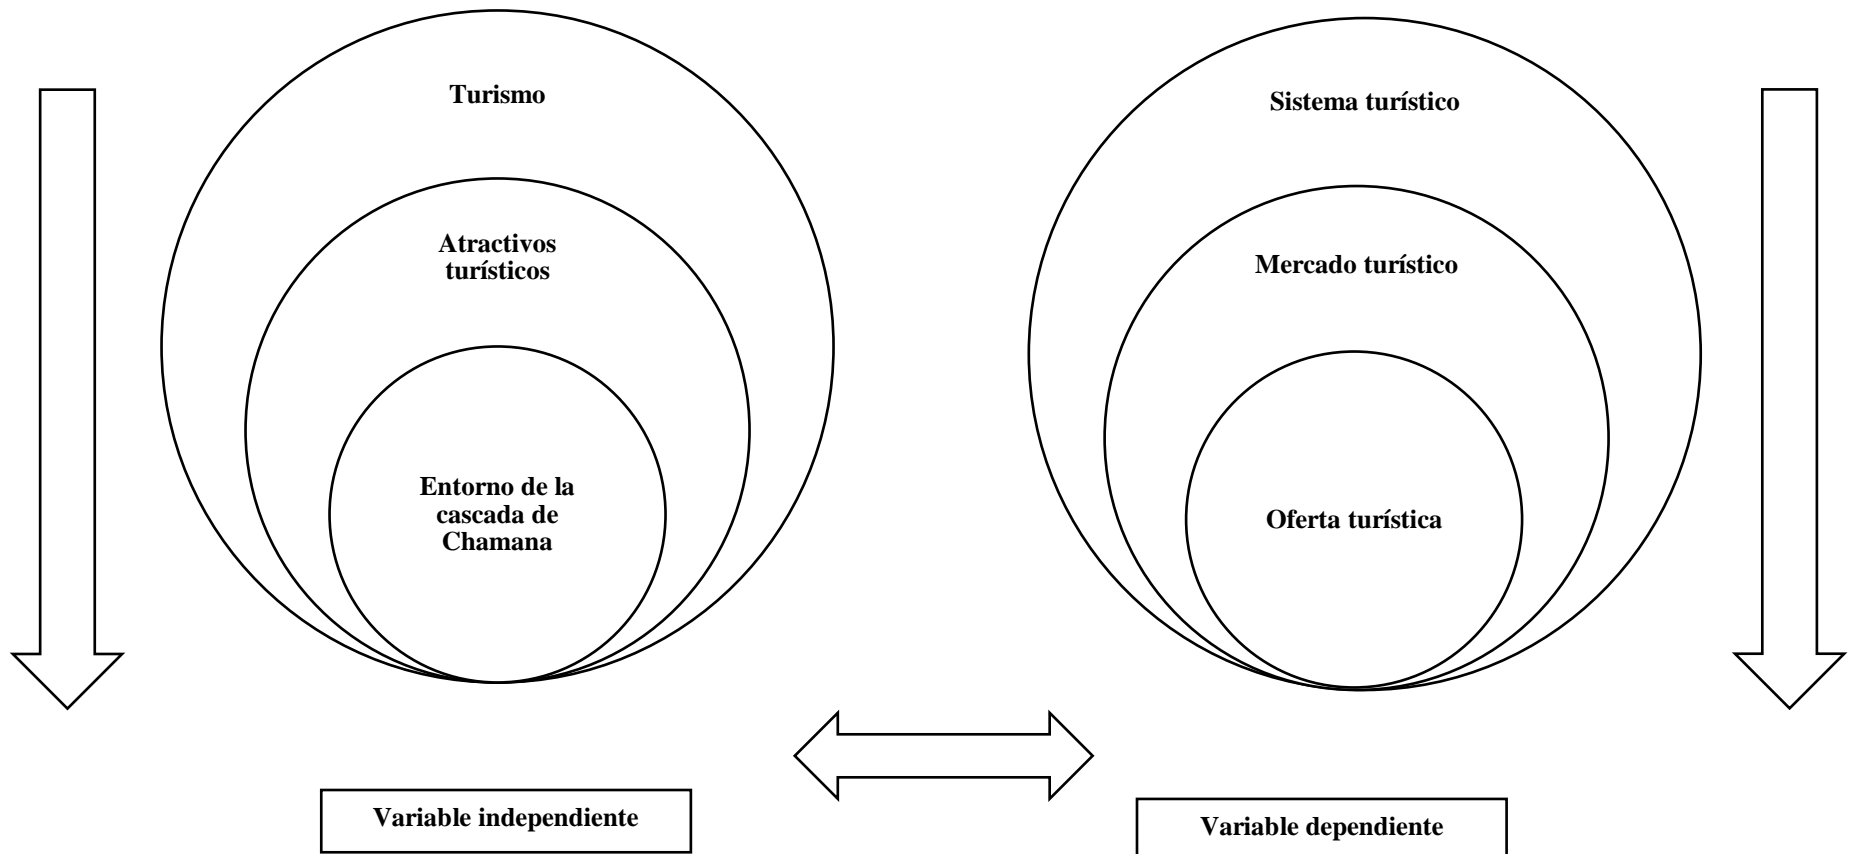 Turismo
Atractivos
turísticos
Entorno de la
cascada de
Chamana
Sistema turístico
Mercado turístico
Oferta turística
Variable independiente
Variable dependiente